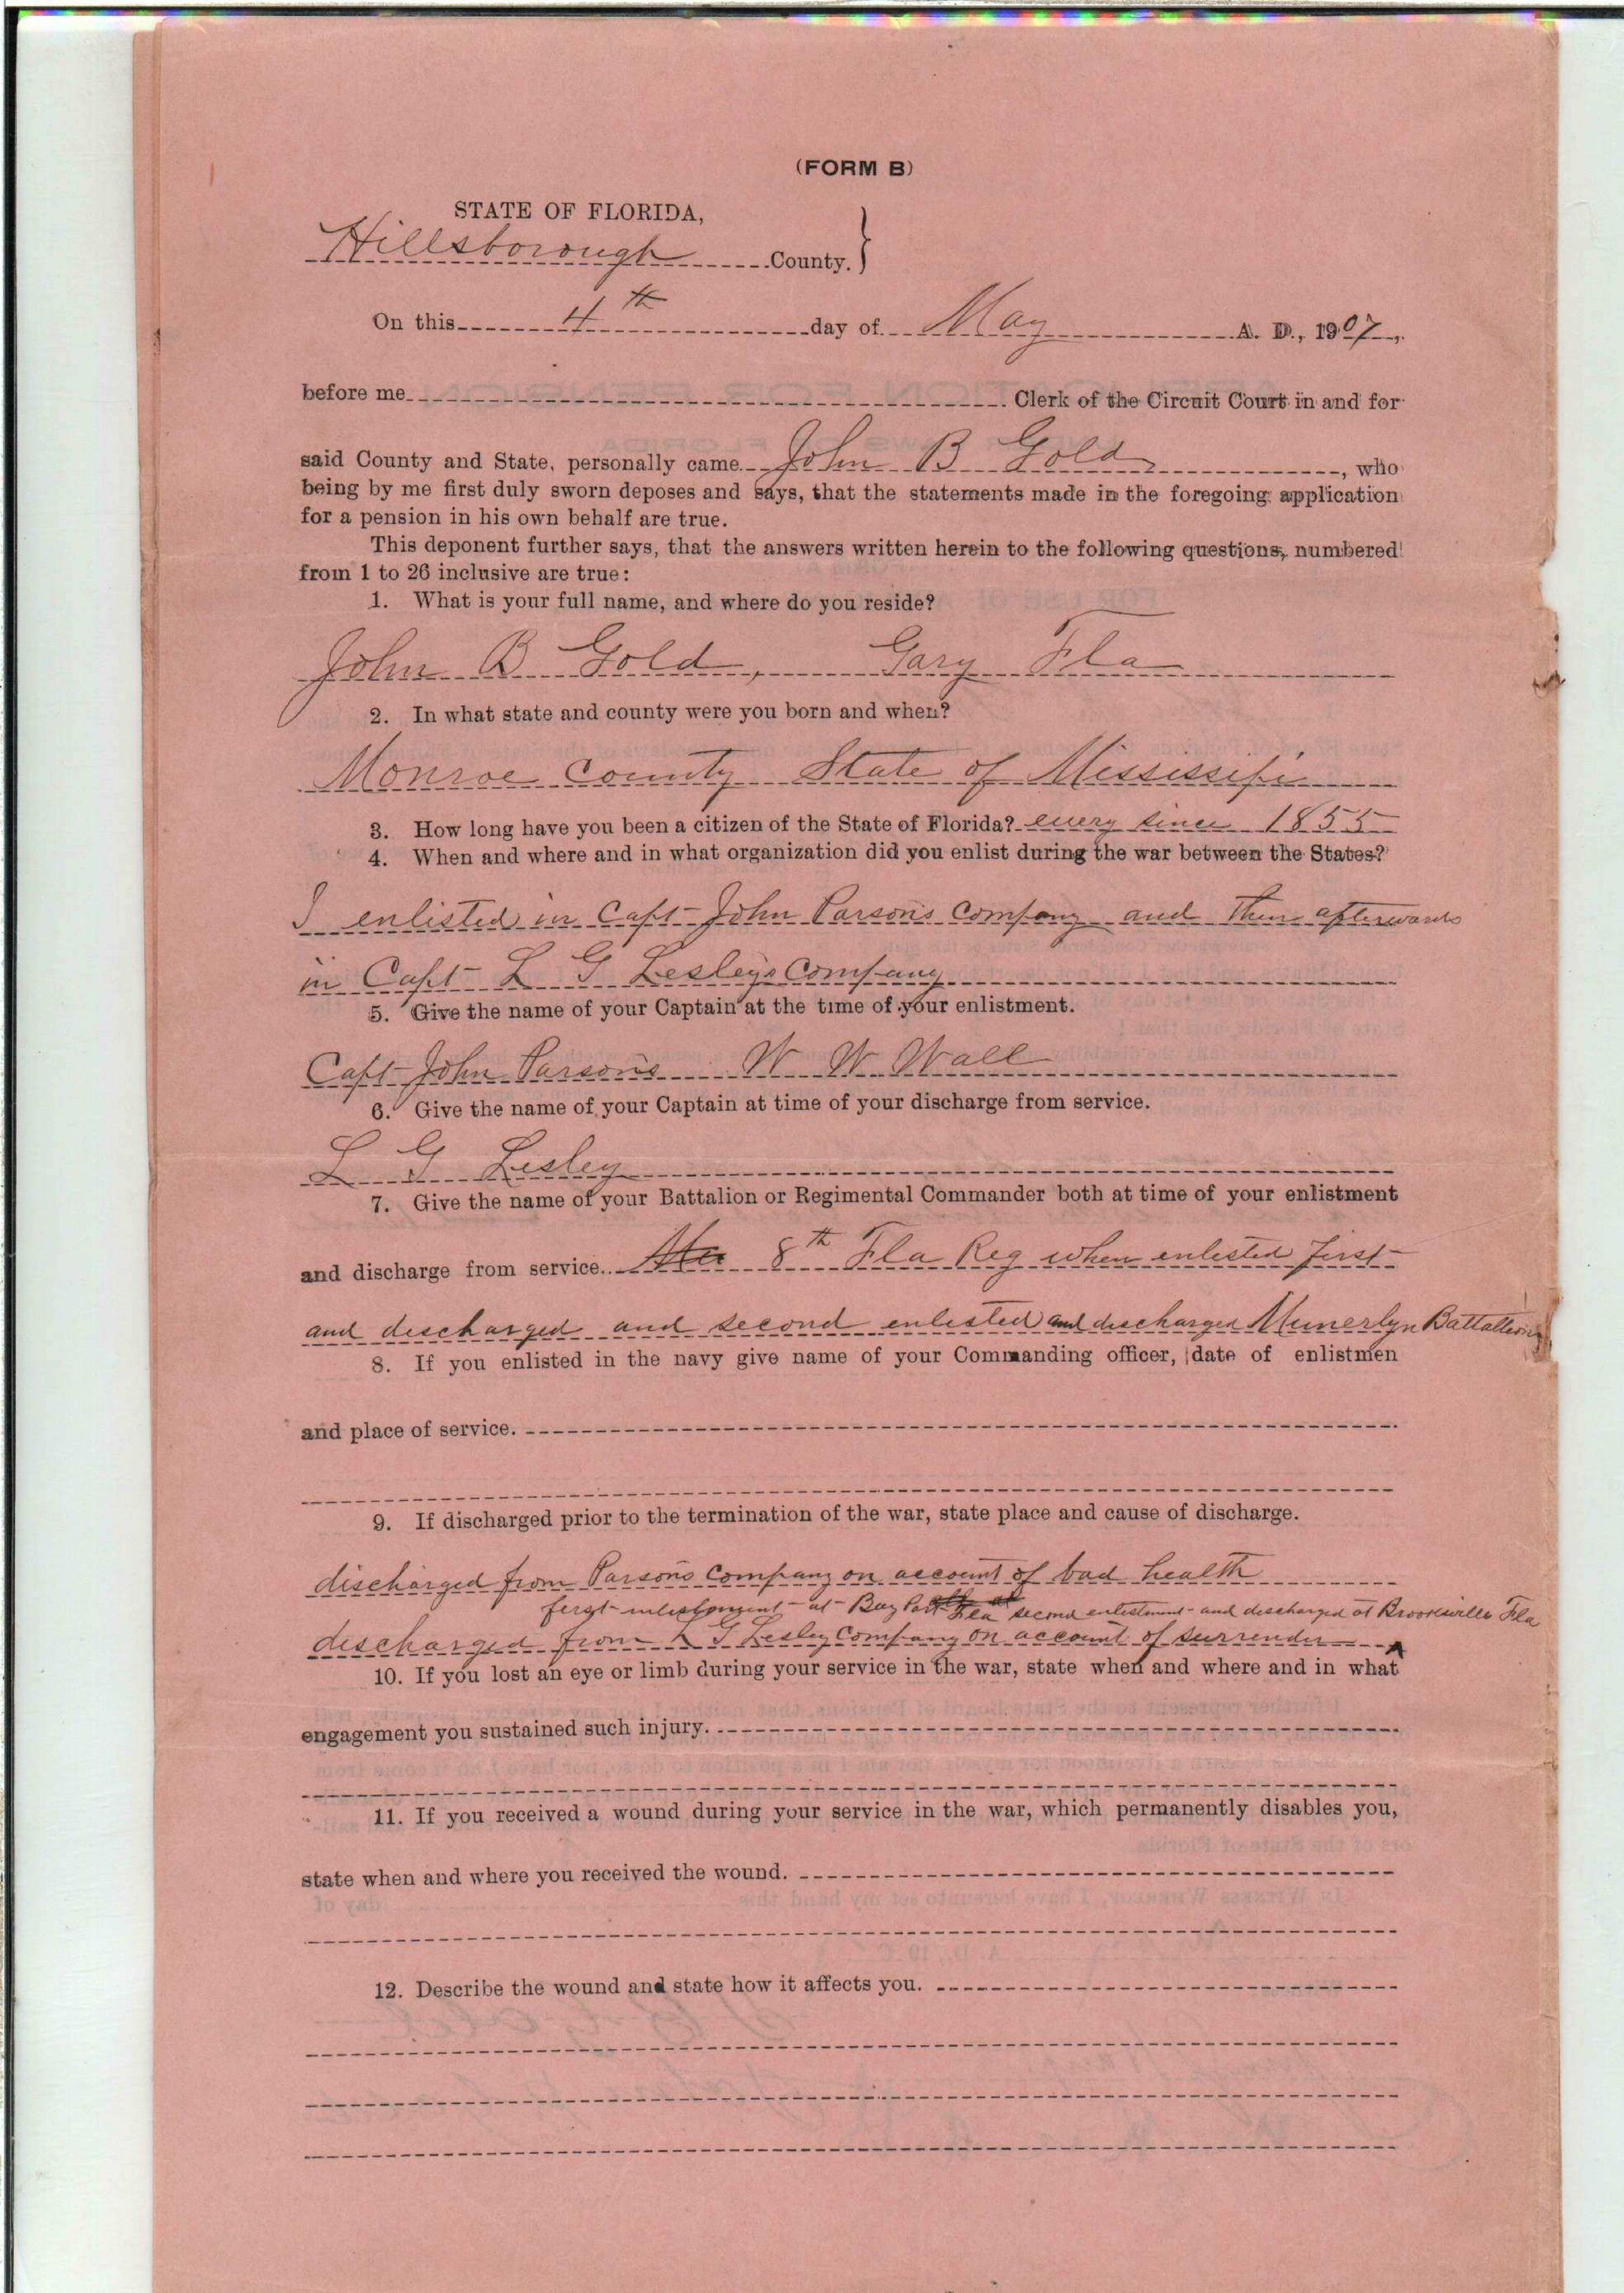 (FORM B)
STATE OF FLORIDA,
Hillsborough County.
On this 4th day of May A. D., 1907,
before me Clerk of the Circuit Court in and for
said County and State, personally came John B Gold, who
being by me first duly sworn deposes and says, that the statements made in the foregoing application
for a pension in his own behalf are true.
This deponent further says, that the answers written herein to the following questions, numbered
from 1 to 26 inclusive are true:
1. What is your full name, and where do you reside?
John B Gold, Gary Fla
2. In what state and county were you born and when?
Monroe County State of Mississipi
3. How long have you been a citizen of the State of Florida? every since 1855
4. When and where and in what organization did you enlist during the war between the States?
I enlisted in Capt John Parsons Company and then afterwards
in Capt L G Lesleys Company
5. Give the name of your Captain at the time of your enlistment.
Capt John Parsons W W Wall
6. Give the name of your Captain at time of your discharge from service.
L G Lesley
7. Give the name of your Battalion or Regimental Commander both at time of your enlistment
and discharge from service. 8th Fla Reg when enlested first
and discharged and second enlested and discharged Munerlyn Battallion
8. If you enlisted in the navy give name of your Commanding officer, date of enlistmen
and place of service.
9. If discharged prior to the termination of the war, state place and cause of discharge.
discharged from Parsons Company on account of bad health
first enlistment at Bay Port Fla second enlistment and discharged at Brooksville Fla
discharged from L G Lesley Company on account of surrender
10. If you lost an eye or limb during your service in the war, state when and where and in what
engagement you sustained such injury.
11. If you received a wound during your service in the war, which permanently disables you,
state when and where you received the wound.
12. Describe the wound and state how it affects you.